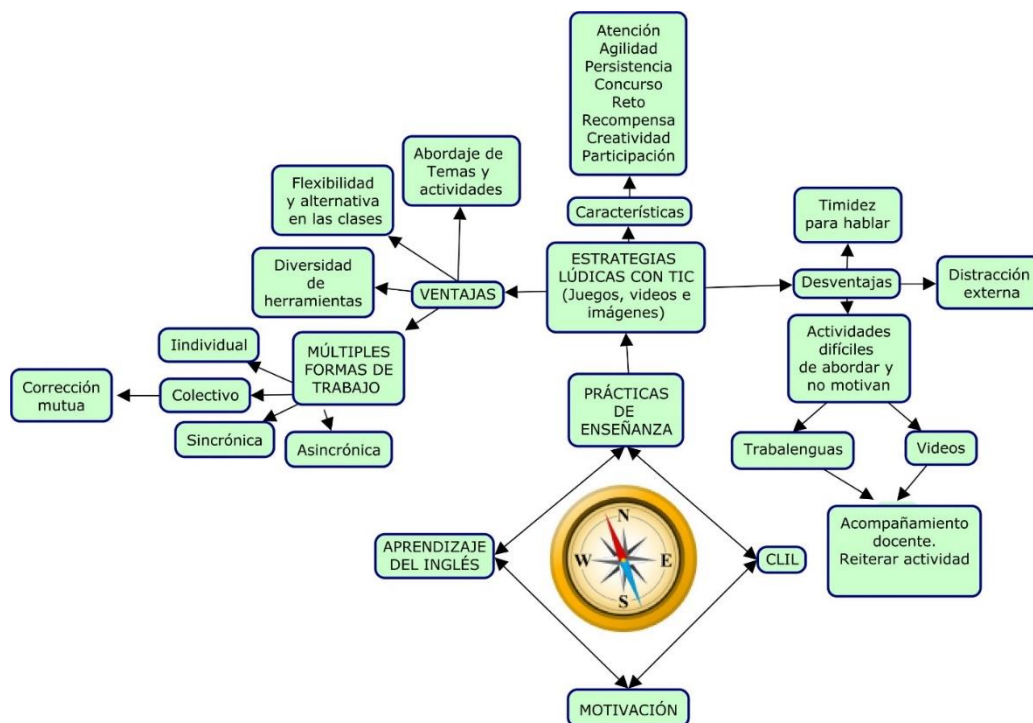 Atención
Agilidad
Persistencia
Concurso
Reto
Recompensa
Creatividad
Participación
Características
Abordaje de
Temas y
actividades
Flexibilidad
y alternativa
en las clases
Diversidad
de
herramientas
VENTAJAS
ESTRATEGIAS
LÚDICAS CON TIC
(Juegos, videos e
imágenes)
Timidez
para hablar
Desventajas
Distracción
externa
MÚLTIPLES
FORMAS DE
TRABAJO
Iindividual
Colectivo
Corrección
mutua
Sincrónica
Asincrónica
Actividades
difíciles
de abordar y
no motivan
Trabalenguas
Videos
Acompañamiento
docente.
Reiterar actividad
PRÁCTICAS
DE
ENSEÑANZA
APRENDIZAJE
DEL INGLÉS
N
W
E
S
CLIL
MOTIVACIÓN